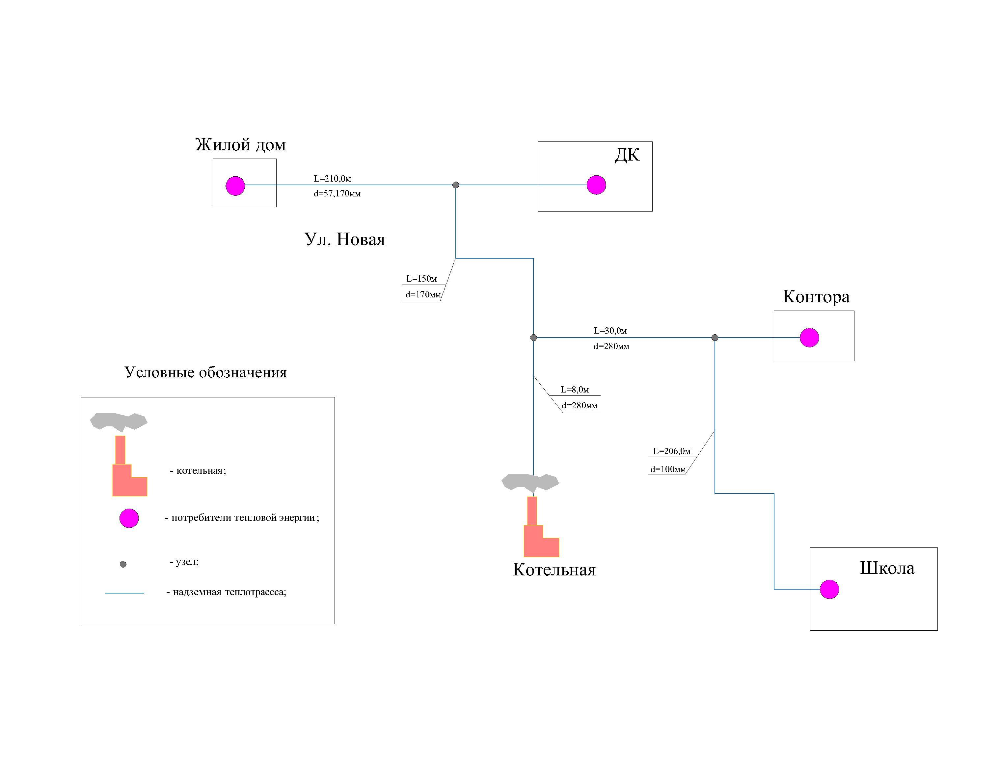 Жилой дом
ДК
L=210,0м
d=57,170мм
Ул. Новая
L=150м
d=170мм
Контора
L=30,0м
d=280мм
Условные обозначения
L=8,0м
d=280мм
L=206,0м
d=100мм
- котельная;
- потребители тепловой энергии;
- узел;
- надземная теплотрассса;
Котельная
Школа